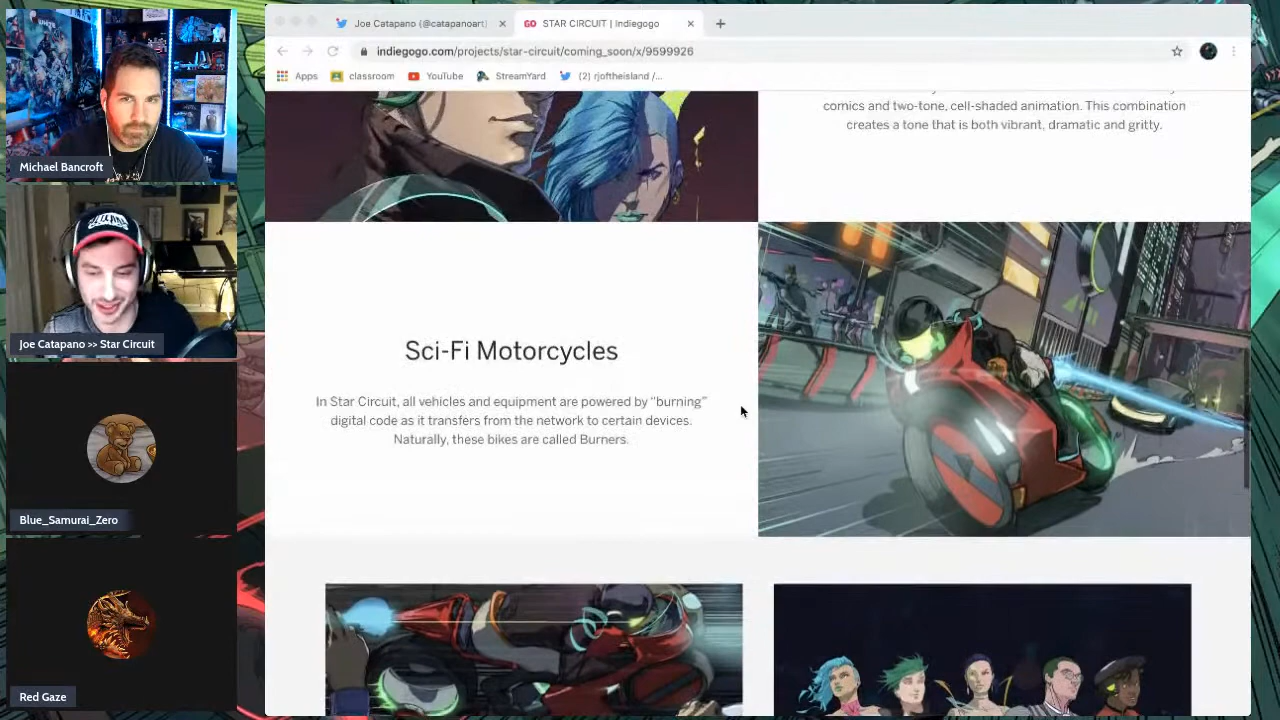 Michael Bancroft
Joe Catapano >> Star Circuit
Blue_Samurai_Zero
Red Gaze
Joe Catapano (@catapanoart)
GO STAR CIRCUIT | Indiegogo
indiegogo.com/projects/star-circuit/coming_soon/x/9599926
Apps classroom YouTube StreamYard (2) rjoftheisland /...
comics and two-tone, cell-shaded animation. This combination
creates a tone that is both vibrant, dramatic and gritty.
Sci-Fi Motorcycles
In Star Circuit, all vehicles and equipment are powered by “burning”
digital code as it transfers from the network to certain devices.
Naturally, these bikes are called Burners.